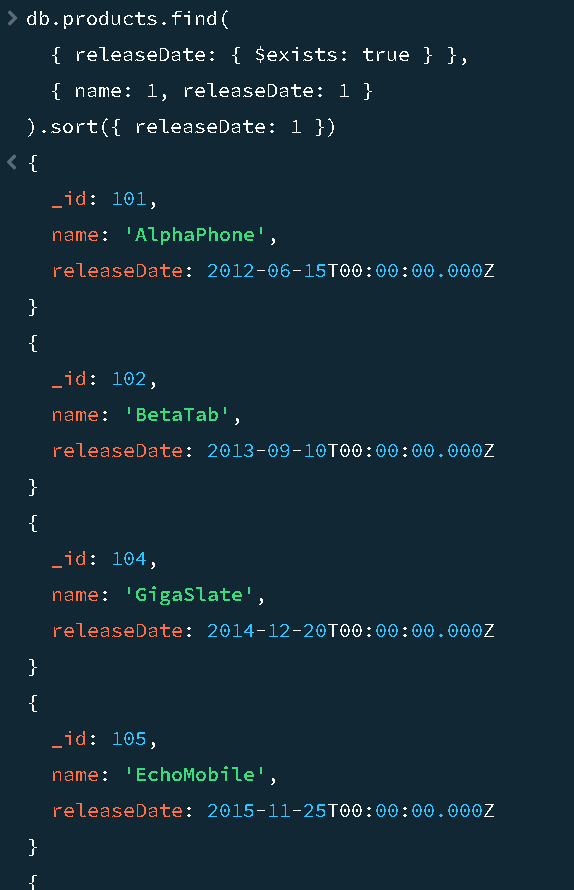 db.products.find(
{ releaseDate: { $exists: true } },
{ name: 1, releaseDate: 1 }
).sort({ releaseDate: 1 })
{
_id: 101,
name: 'AlphaPhone',
releaseDate: 2012-06-15T00:00:00.000Z
}
{
_id: 102,
name: 'BetaTab',
releaseDate: 2013-09-10T00:00:00.000Z
}
{
_id: 104,
name: 'GigaSlate',
releaseDate: 2014-12-20T00:00:00.000Z
}
{
_id: 105,
name: 'EchoMobile',
releaseDate: 2015-11-25T00:00:00.000Z
}
{